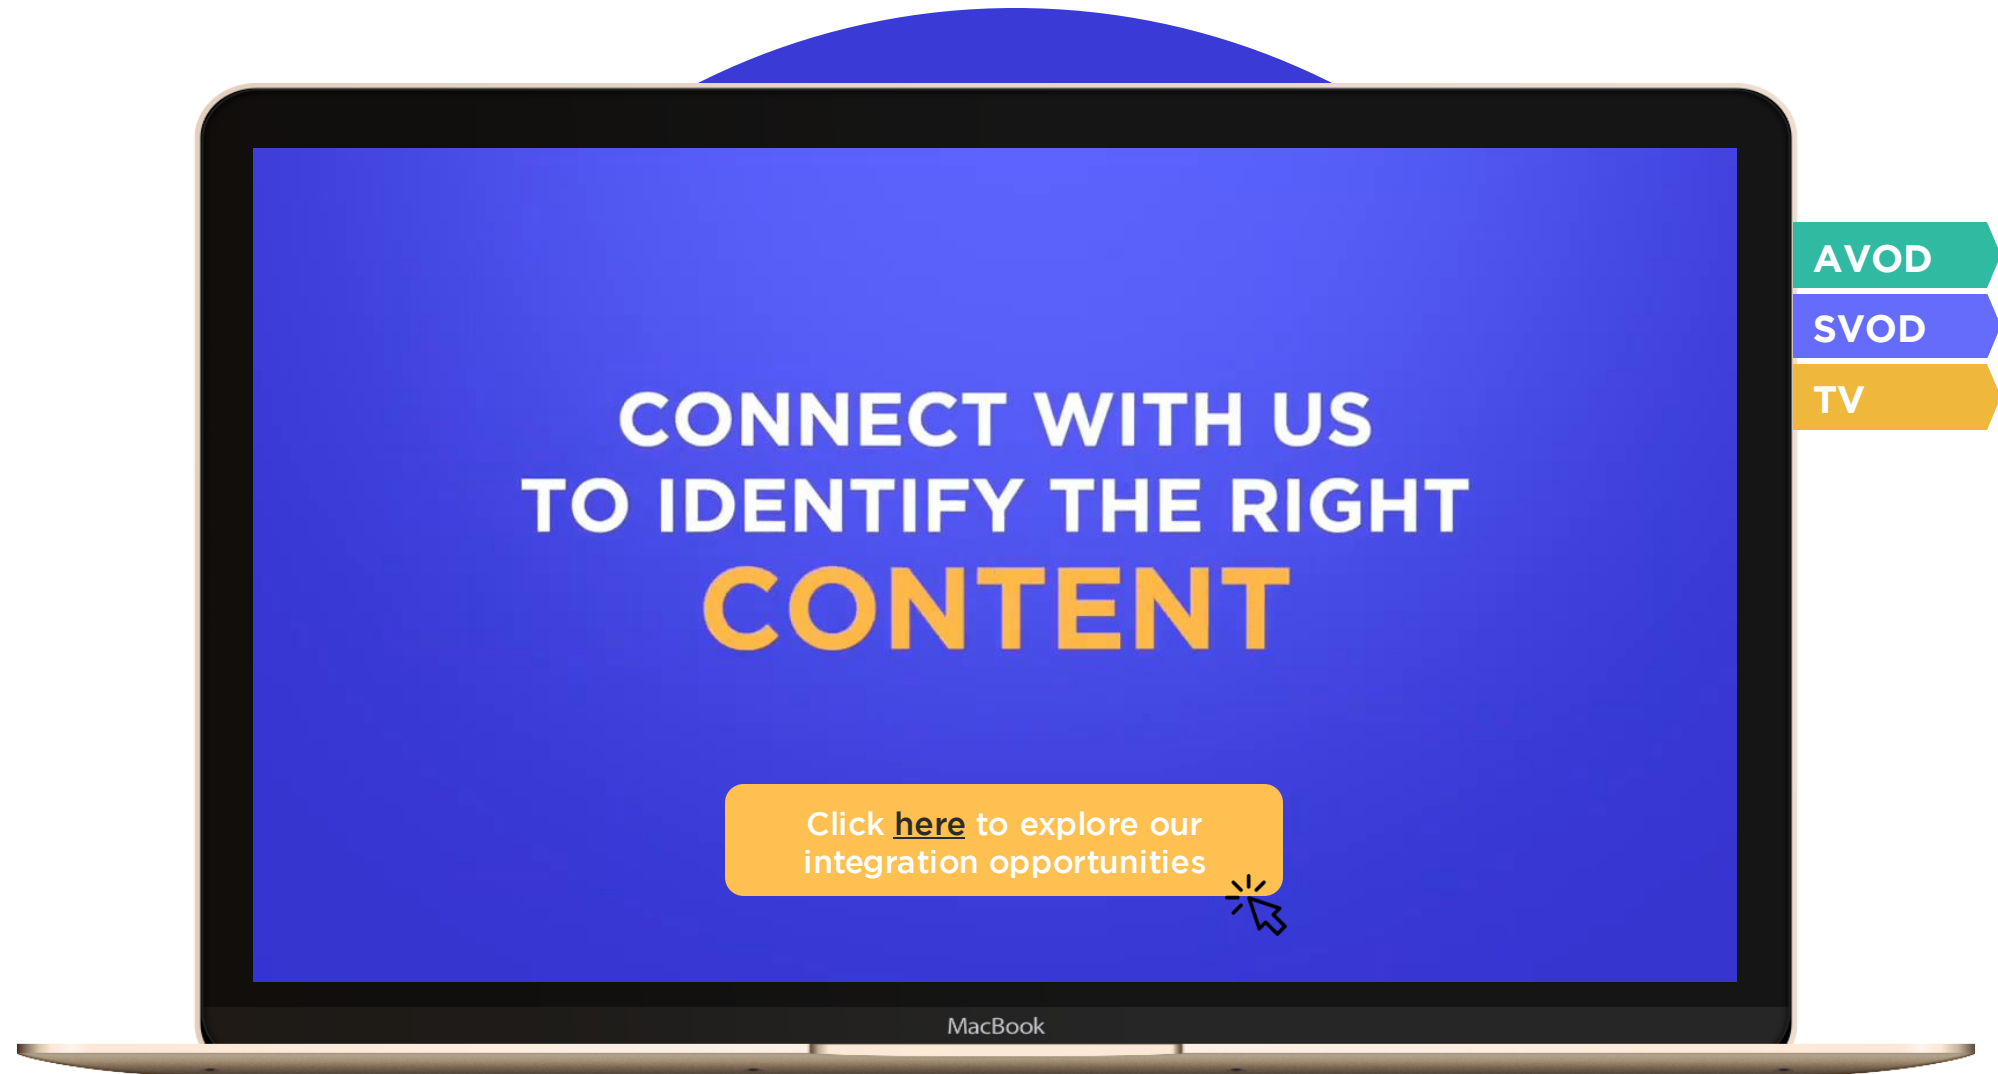 CONNECT WITH US
TO IDENTIFY THE RIGHT
CONTENT
Click here to explore our
integration opportunities
AVOD
SVOD
TV
MacBook